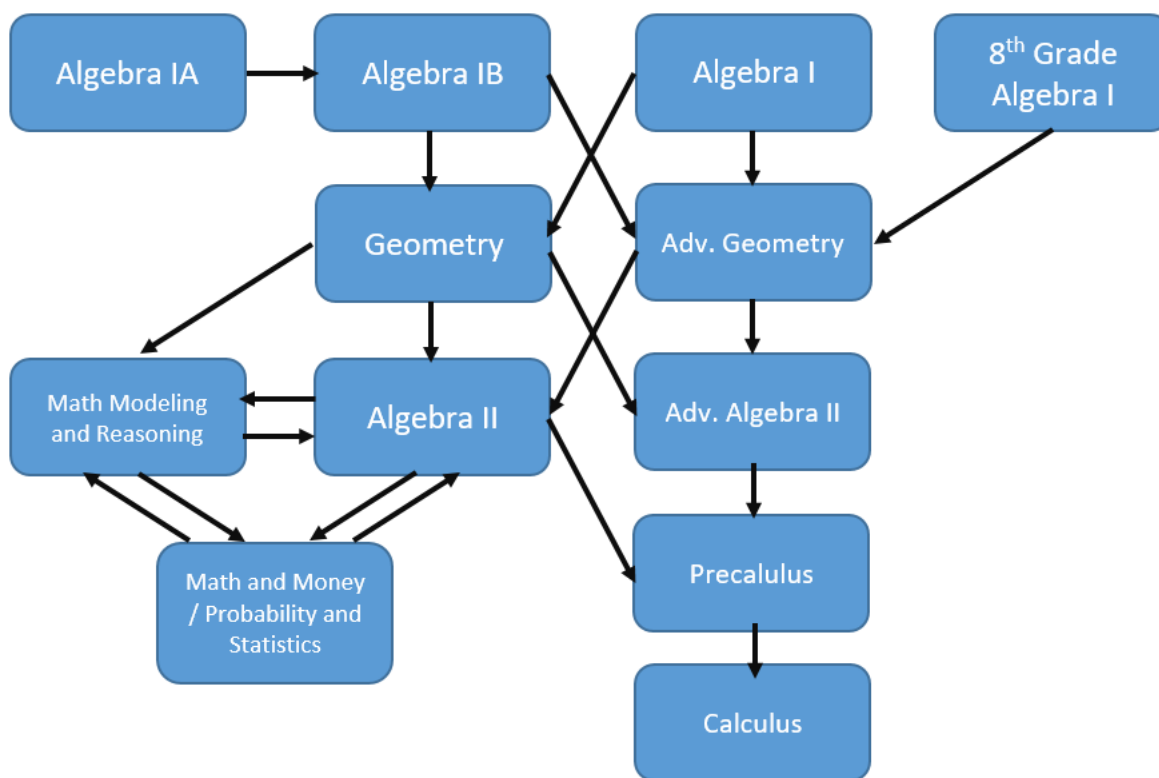 Algebra IA
Algebra IB
Algebra I
8th Grade
Algebra I
Geometry
Adv. Geometry
Math Modeling
and Reasoning
Algebra II
Adv. Algebra II
Math and Money
/ Probability and
Statistics
Precalulus
Calculus